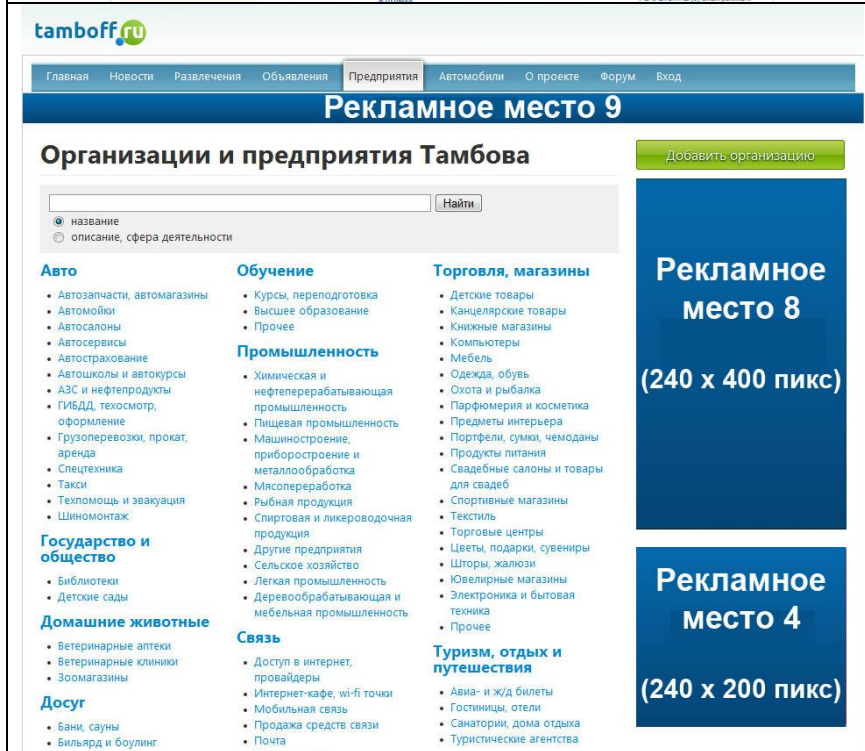 tamboff.ru
Главная Новости Развлечения Объявления Предприятия Автомобили О проекте Форум Вход
Рекламное место 9
Организации и предприятия Тамбова
Добавить организацию
Найти
название
описание, сфера деятельности
Авто
Автозапчасти, автомагазины
Автомойки
Автосалоны
Автосервисы
Автострахование
Автошколы и автокурсы
АЗС и нефтепродукты
ГИБДД, техосмотр,
оформление
Грузоперевозки, прокат,
аренда
Спецтехника
Такси
Техпомощь и эвакуация
Шиномонтаж
Государство и
общество
Библиотеки
Детские сады
Домашние животные
Ветеринарные аптеки
Ветеринарные клиники
Зоомагазины
Досуг
Бани, сауны
Бильярд и боулинг
Обучение
Курсы, переподготовка
Высшее образование
Прочее
Промышленность
Химическая и
нефтеперерабатывающая
промышленность
Пищевая промышленность
Машиностроение,
приборостроение и
металлообработка
Мясопереработка
Рыбная продукция
Спиртовая и ликероводочная
продукция
Другие предприятия
Сельское хозяйство
Легкая промышленность
Деревообрабатывающая и
мебельная промышленность
Связь
Доступ в интернет,
провайдеры
Интернет-кафе, wi-fi точки
Мобильная связь
Продажа средств связи
Почта
Торговля, магазины
Детские товары
Канцелярские товары
Книжные магазины
Компьютеры
Мебель
Одежда, обувь
Охота и рыбалка
Парфюмерия и косметика
Предметы интерьера
Портфели, сумки, чемоданы
Продукты питания
Свадебные салоны и товары
для свадеб
Спортивные магазины
Текстиль
Торговые центры
Цветы, подарки, сувениры
Шторы, жалюзи
Ювелирные магазины
Электроника и бытовая
техника
Прочее
Туризм, отдых и
путешествия
Авиа- и ж/д билеты
Гостиницы, отели
Санатории, дома отдыха
Туристические агентства
Рекламное
место 8
(240 х 400 пикс)
Рекламное
место 4
(240 х 200 пикс)